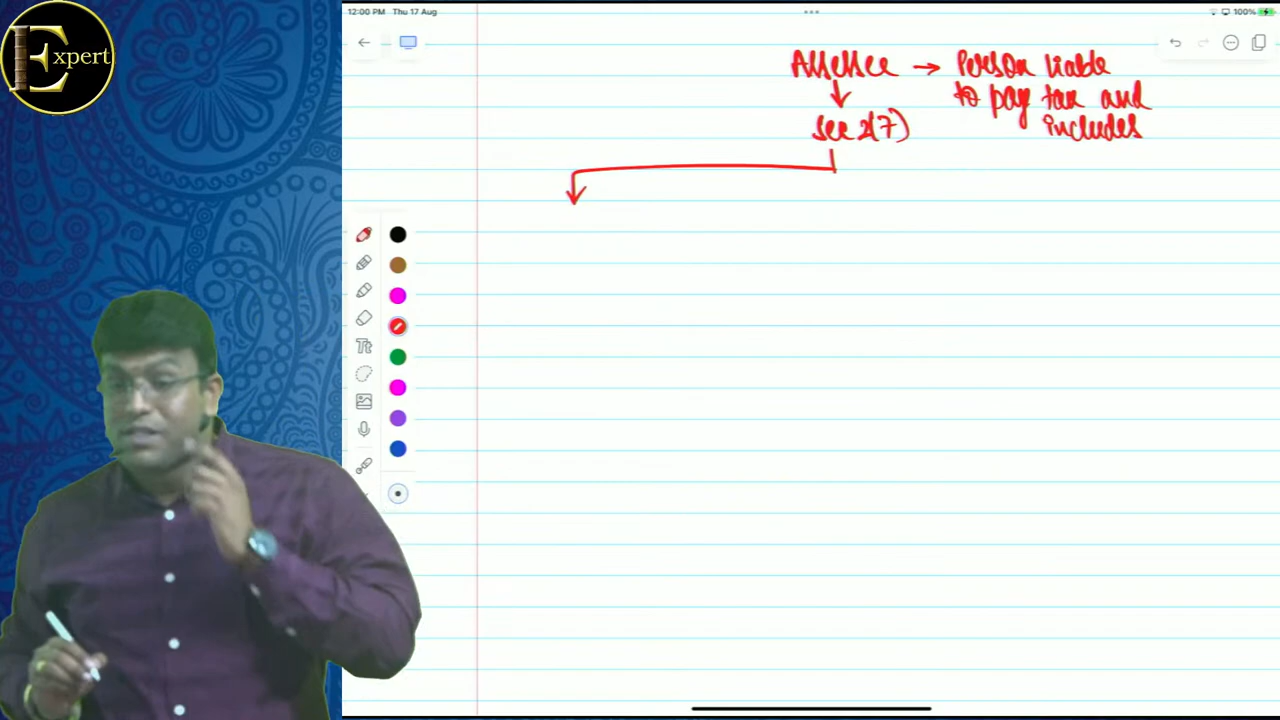 Expert
12:00 PM Thu 17 Aug
100%
Assessee → Person liable
to pay tax and
includes
Sec 2(7)
Tt